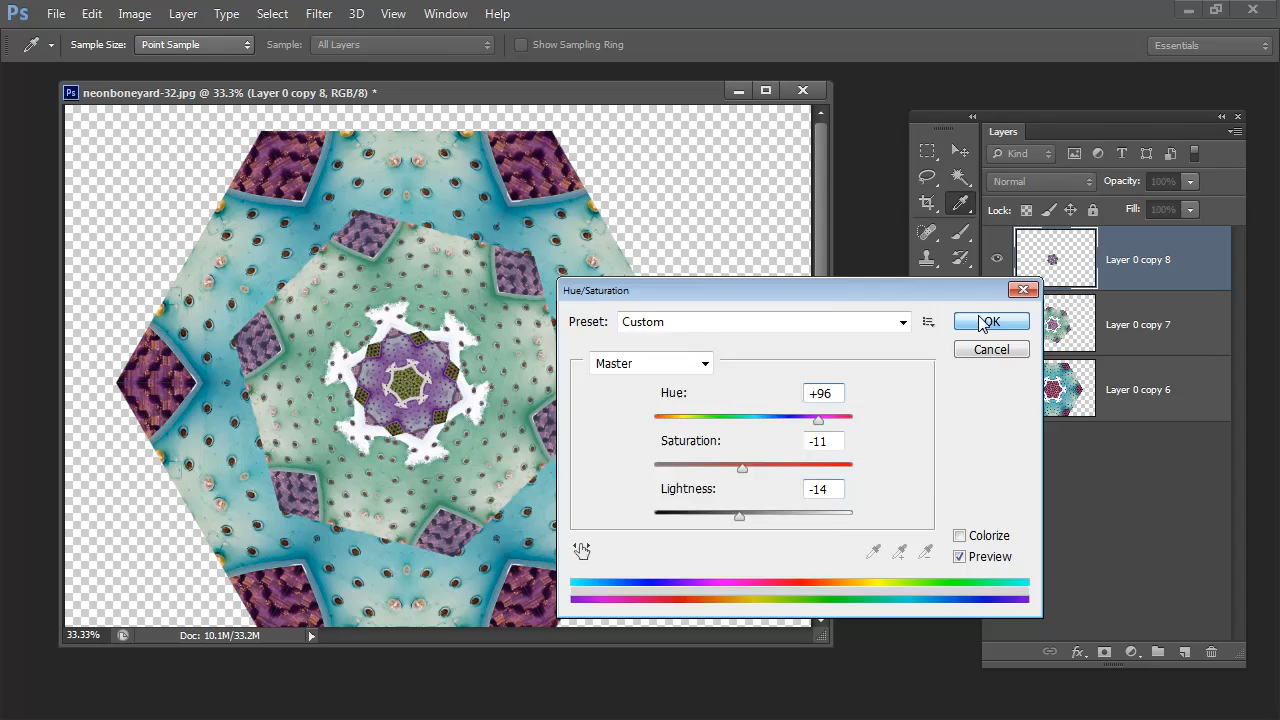 Ps File Edit Image Layer Type Select Filter 3D View Window Help
Sample Size: Point Sample Sample: All Layers Show Sampling Ring Essentials
Ps neonboneyard-32.jpg @ 33.3% (Layer 0 copy 8, RGB/8) *
Layers
Kind
Normal Opacity: 100%
Lock: Fill: 100%
Layer 0 copy 8
Layer 0 copy 7
Layer 0 copy 6
Hue/Saturation
Preset: Custom OK
Cancel
Master
Hue: +96
Saturation: -11
Lightness: -14
Colorize
Preview
33.33% Doc: 10.1M/33.2M